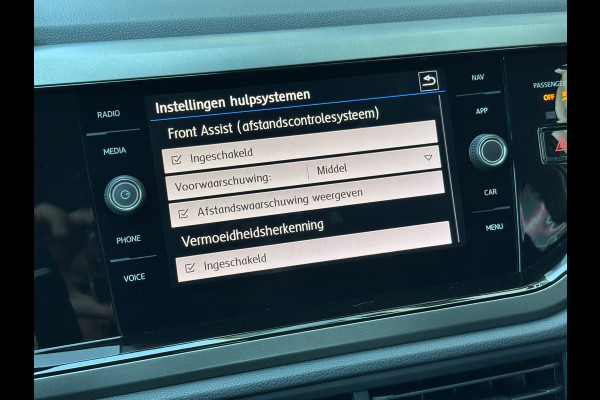 Instellingen hulpsystemen
Front Assist (afstandscontrolesysteem)
Ingeschakeld
Voorwaarschuwing: Middel
Afstandswaarschuwing weergeven
Vermoeidheidsherkenning
Ingeschakeld
RADIO
MEDIA
PHONE
VOICE
NAV
APP
CAR
MENU
PASSENGER
OFF